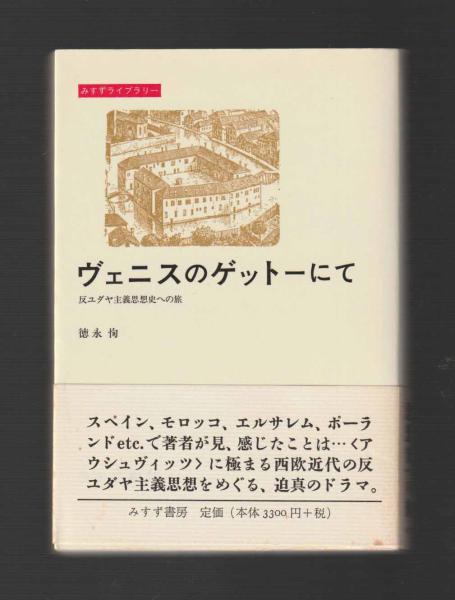 みすずライブラリー
ヴェニスのゲットーにて
反ユダヤ主義思想史への旅
徳永 恂
スペイン、モロッコ、エルサレム、ポーラ
ンドetc.で著者が見、感じたことは…〈ア
ウシュヴィッツ〉に極まる西欧近代の反
ユダヤ主義思想をめぐる、迫真のドラマ。
みすず書房 定価(本体3300円+税)